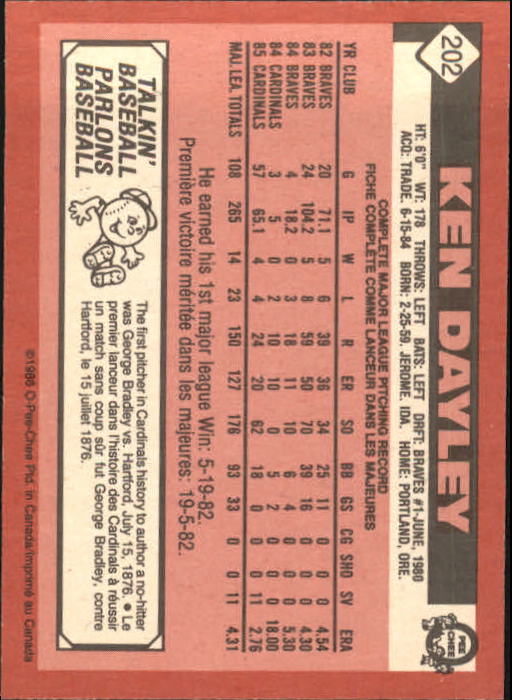 202
KEN DAYLEY
O
PEE
CHEE
HT: 6'0" WT: 178 THROWS: LEFT BATS: LEFT DRFT: BRAVES #1-JUNE, 1980
ACQ: TRADE, 6-15-84 BORN: 2-25-59, JEROME, IDA. HOME: PORTLAND, ORE.
COMPLETE MAJOR LEAGUE PITCHING RECORD
FICHE COMPLÈTE COMME LANCEUR DANS LES MAJEURES
YR CLUB G IP W L R ER SO BB GS CG SHO SV ERA
82 BRAVES 20 71.1 5 6 39 36 34 25 11 0 0 0 4.54
83 BRAVES 24 104.2 5 8 59 50 70 39 16 0 0 0 4.30
84 BRAVES 4 18.2 0 3 18 11 10 6 4 0 0 0 5.30
84 CARDINALS 3 5 0 2 10 10 0 5 2 0 0 0 18.00
85 CARDINALS 57 65.1 4 4 24 20 62 18 0 0 0 11 2.76
MAJ. LEA. TOTALS 108 265 14 23 150 127 176 93 33 0 0 11 4.31
He earned his 1st major league Win: 5-19-82.
Première victoire méritée dans les majeures: 19-5-82.
TALKIN'
BASEBALL
PARLONS
BASEBALL
The first pitcher in Cardinals history to author a no-hitter
was George Bradley vs. Hartford, July 15, 1876. • Le
premier lanceur dans l'histoire des Cardinals à réussir
un match sans coup sûr fut George Bradley, contre
Hartford, le 15 juillet 1876.
©1986 O-Pee-Chee Ptd. in Canada/Imprimé au Canada